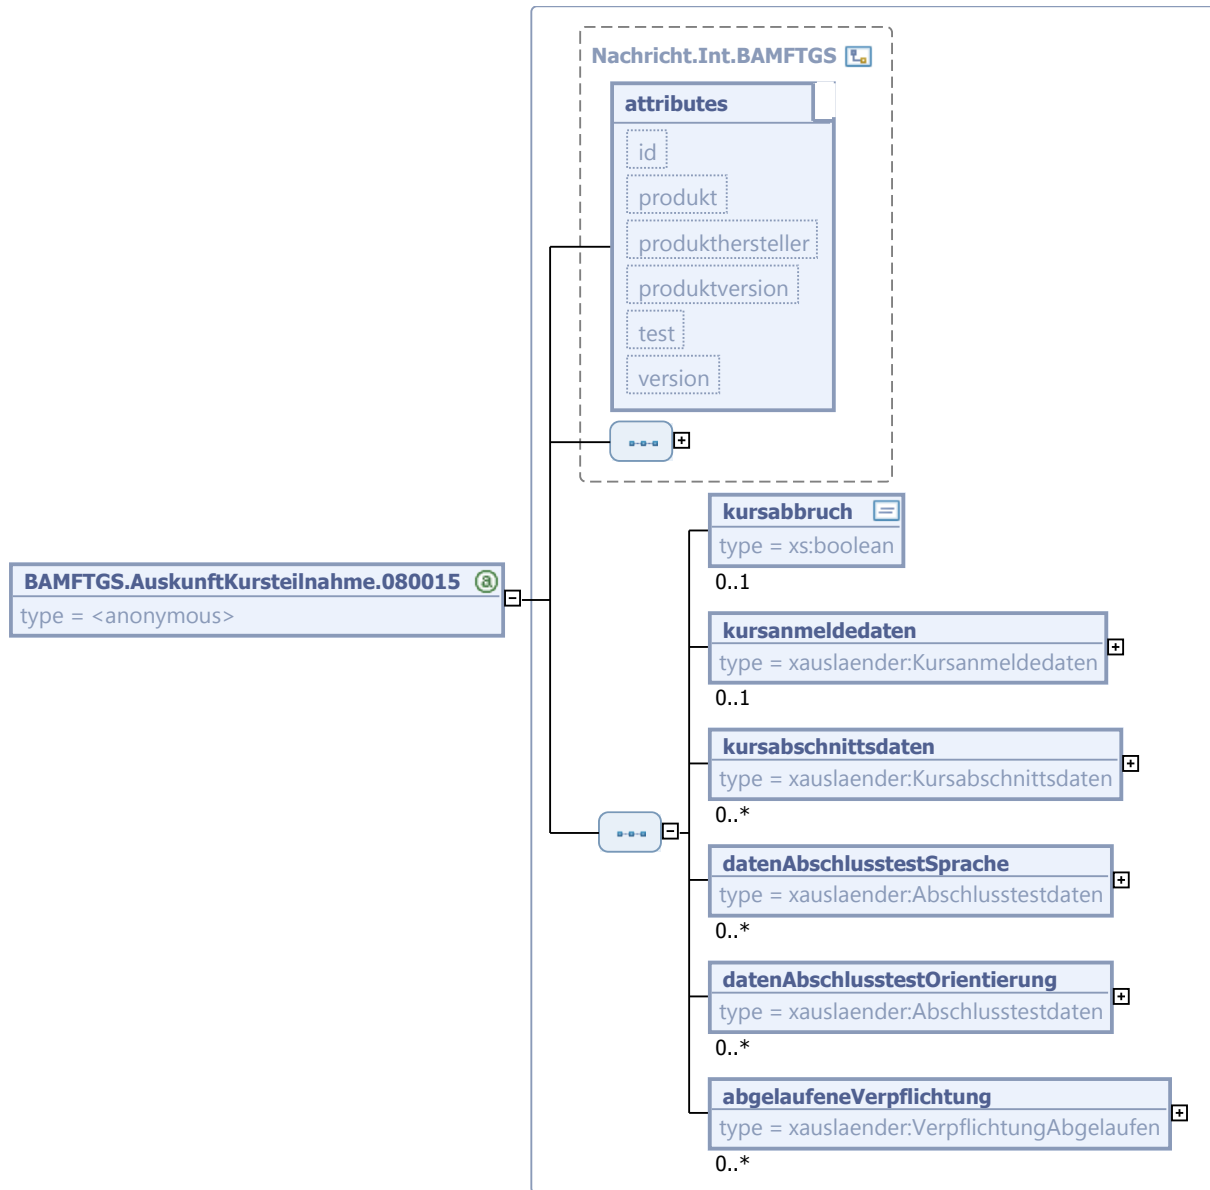 Nachricht.Int.BAMFTGS
attributes
id
produkt
produkthersteller
produktversion
test
version
kursabbruch
type = xs:boolean
0..1
BAMFTGS.AuskunftKursteilnahme.080015
type = <anonymous>
kursanmeldedaten
type = xauslaender:Kursanmeldedaten
0..1
kursabschnittsdaten
type = xauslaender:Kursabschnittsdaten
0..*
datenAbschlusstestSprache
type = xauslaender:Abschlusstestdaten
0..*
datenAbschlusstestOrientierung
type = xauslaender:Abschlusstestdaten
0..*
abgelaufeneVerpflichtung
type = xauslaender:VerpflichtungAbgelaufen
0..*